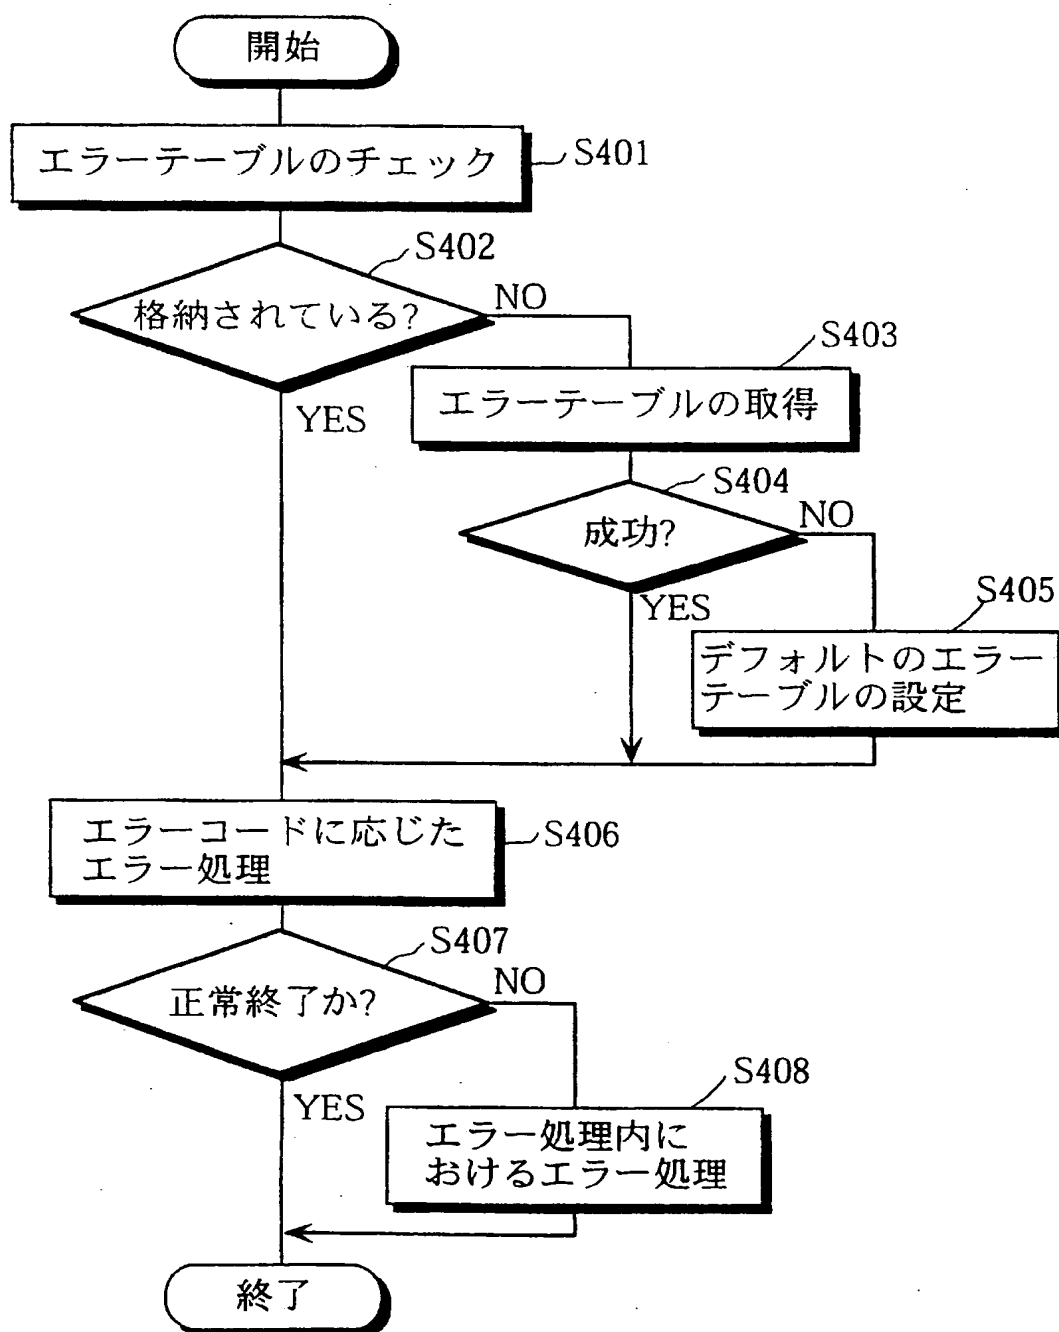 開始
エラーテーブルのチェック
S401
S402
格納されている?
NO
YES
S403
エラーテーブルの取得
S404
成功?
NO
YES
S405
デフォルトのエラー
テーブルの設定
エラーコードに応じた
エラー処理
S406
S407
正常終了か?
NO
YES
S408
エラー処理内に
おけるエラー処理
終了